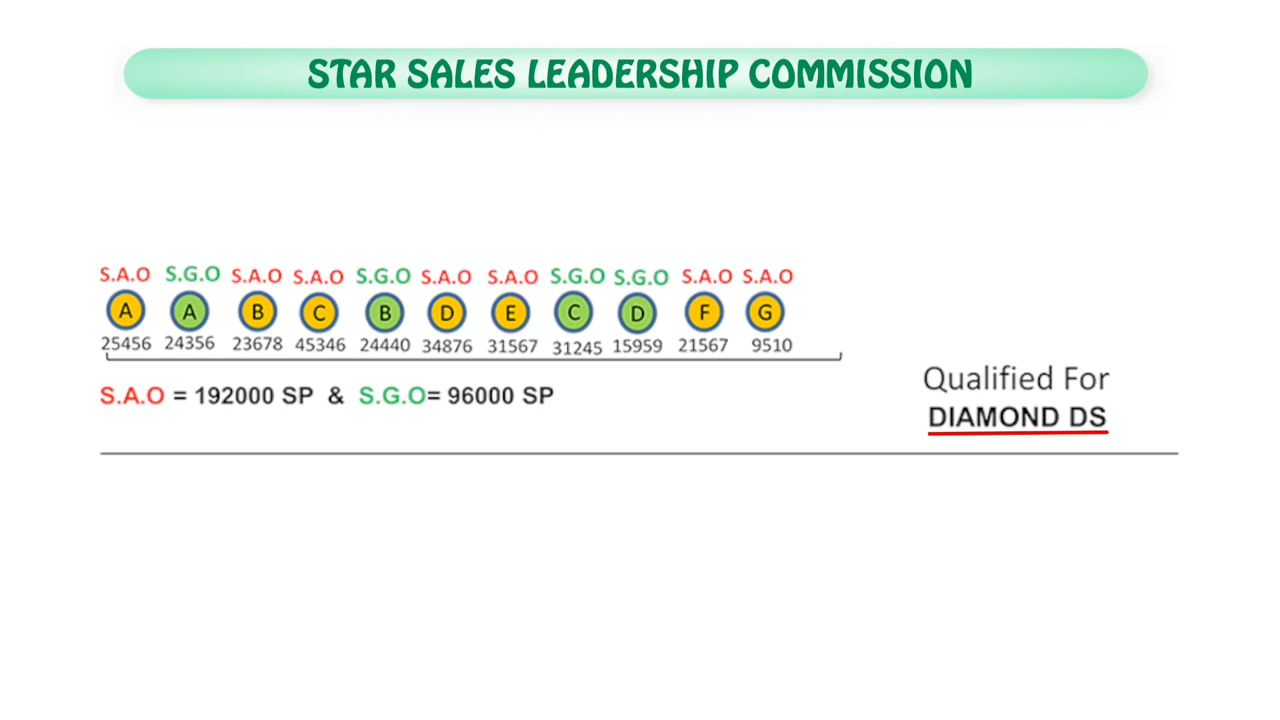 STAR SALES LEADERSHIP COMMISSION
S.A.O S.G.O S.A.O S.A.O S.G.O S.A.O S.A.O S.G.O S.G.O S.A.O S.A.O
A A B C B D E C D F G
25456 24356 23678 45346 24440 34876 31567 31245 15959 21567 9510
S.A.O = 192000 SP & S.G.O= 96000 SP
Qualified For
DIAMOND DS